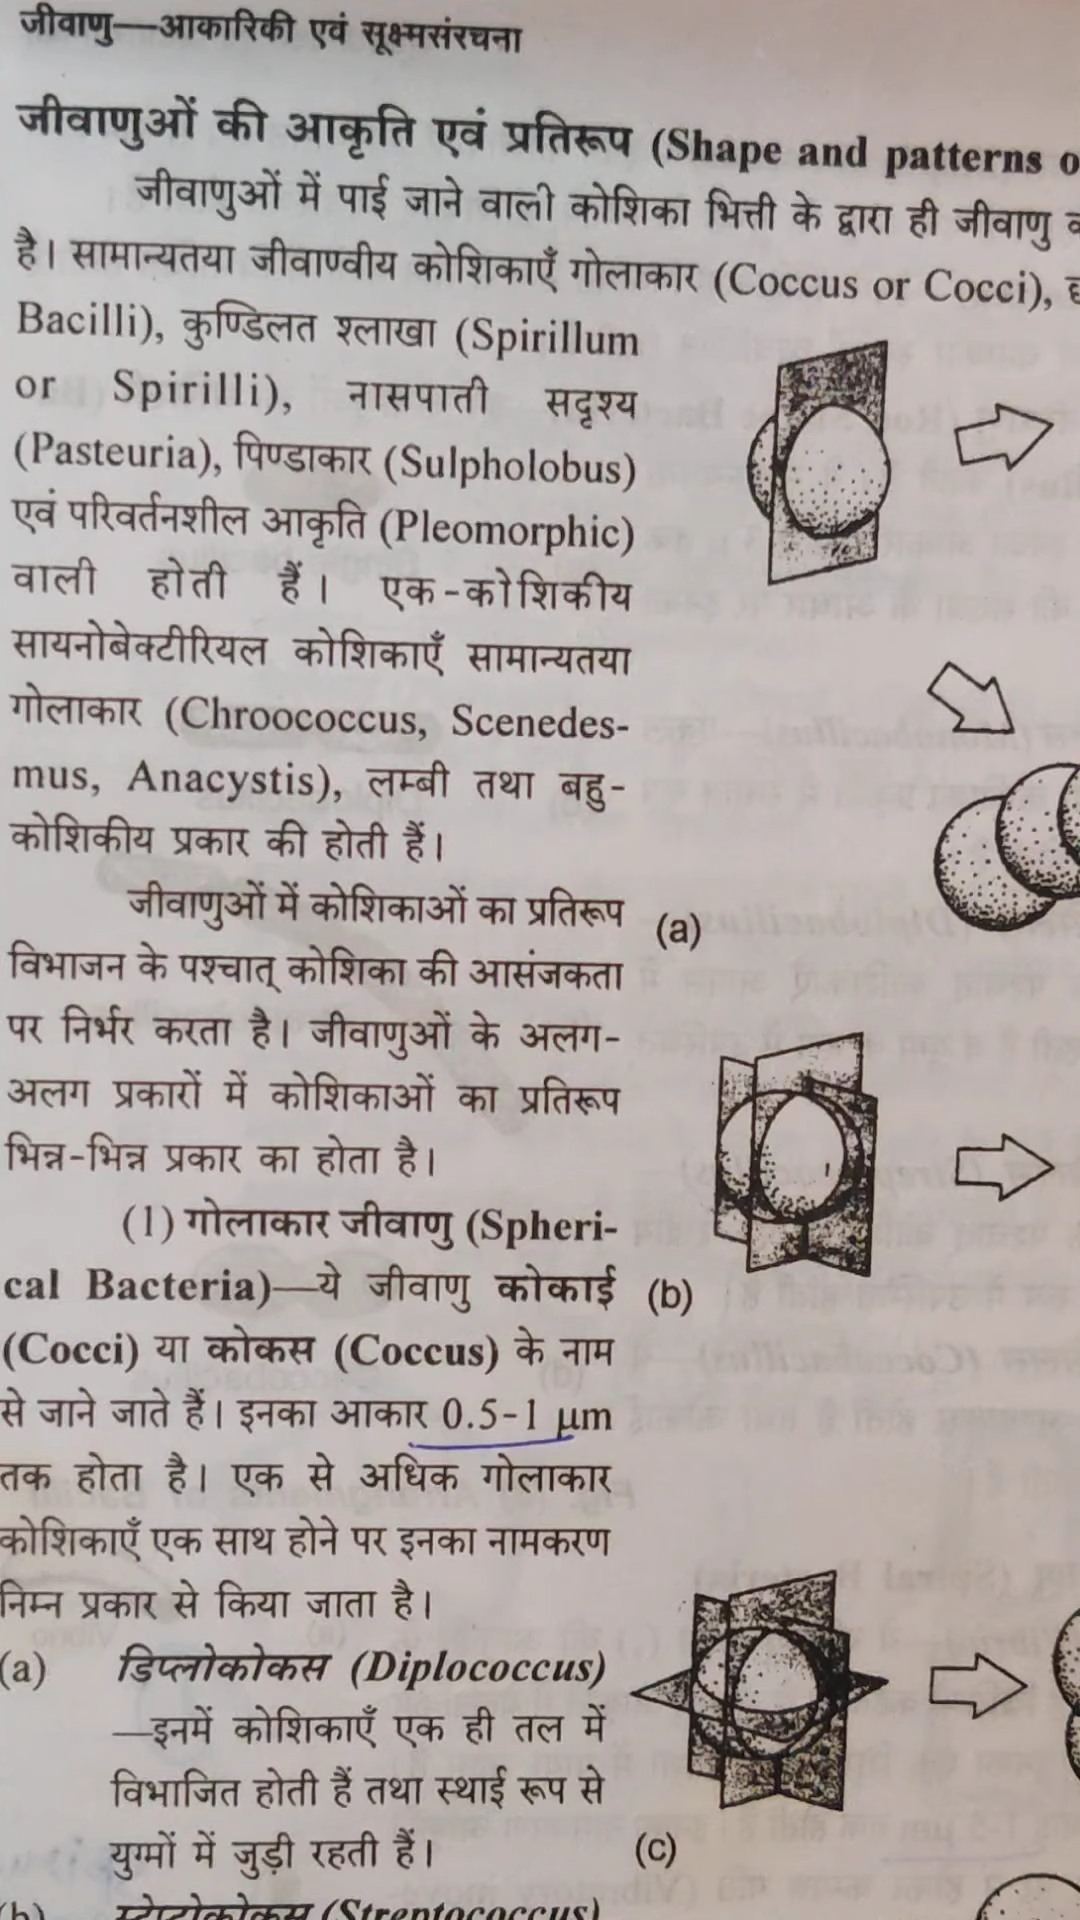 जीवाणु—आकारिकी एवं सूक्ष्मसंरचना
जीवाणुओं की आकृति एवं प्रतिरूप (Shape and patterns
जीवाणुओं में पाई जाने वाली कोशिका भित्ती के द्वारा ही जीवाणु
है। सामान्यतया जीवाण्वीय कोशिकाएँ गोलाकार (Coccus or Cocci),
Bacilli), कुण्डिलत श्लाखा (Spirillum
or Spirilli), नासपाती सदृश्य
(Pasteuria), पिण्डाकार (Sulpholobus)
एवं परिवर्तनशील आकृति (Pleomorphic)
वाली होती हैं। एक-कोशिकीय
सायनोबेक्टीरियल कोशिकाएँ सामान्यतया
गोलाकार (Chroococcus, Scenedes-
mus, Anacystis), लम्बी तथा बहु-
कोशिकीय प्रकार की होती हैं।
जीवाणुओं में कोशिकाओं का प्रतिरूप
विभाजन के पश्चात् कोशिका की आसंजकता
पर निर्भर करता है। जीवाणुओं के अलग-
अलग प्रकारों में कोशिकाओं का प्रतिरूप
भिन्न-भिन्न प्रकार का होता है।
(1) गोलाकार जीवाणु (Spheri-
cal Bacteria)—ये जीवाणु कोकाई
(Cocci) या कोकस (Coccus) के नाम
से जाने जाते हैं। इनका आकार 0.5-1 μm
तक होता है। एक से अधिक गोलाकार
कोशिकाएँ एक साथ होने पर इनका नामकरण
निम्न प्रकार से किया जाता है।
(a) डिप्लोकोकस (Diplococcus)
—इनमें कोशिकाएँ एक ही तल में
विभाजित होती हैं तथा स्थाई रूप से
युग्मों में जुड़ी रहती हैं।
(b) स्ट्रेप्टोकोकस (Streptococcus)
(a)
(b)
(c)